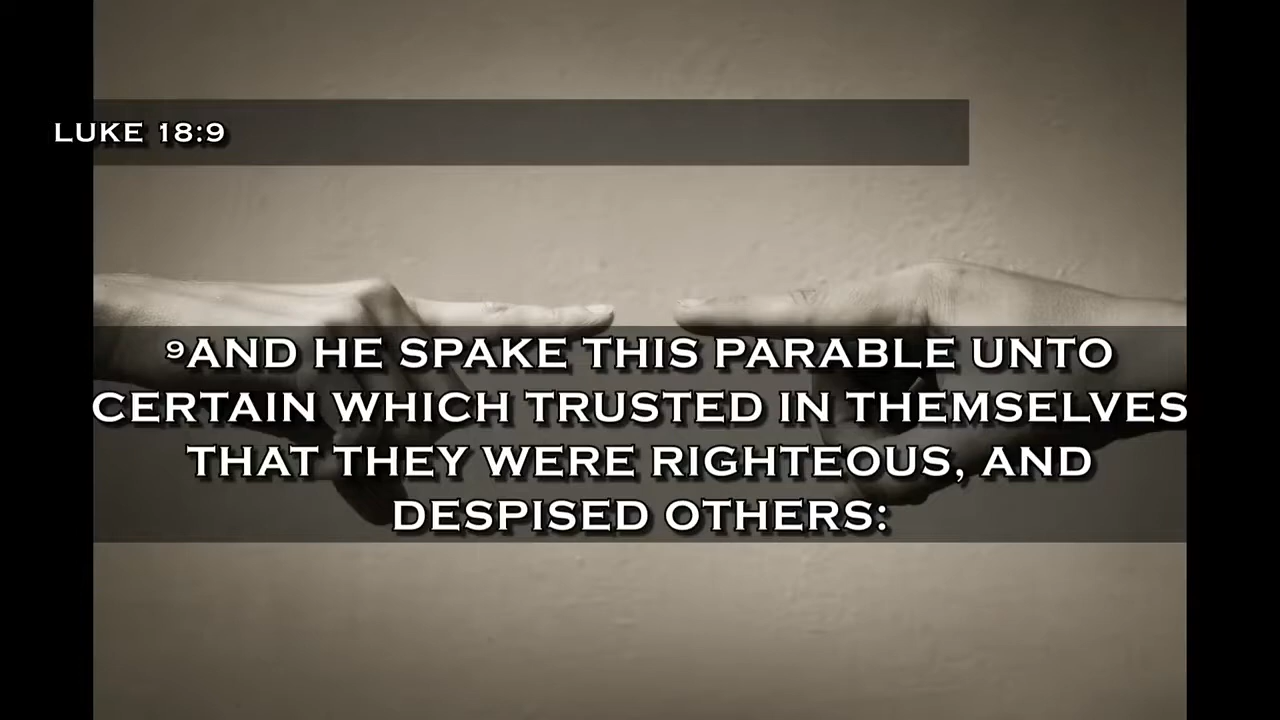 LUKE 18:9
⁹AND HE SPAKE THIS PARABLE UNTO
CERTAIN WHICH TRUSTED IN THEMSELVES
THAT THEY WERE RIGHTEOUS, AND
DESPISED OTHERS: